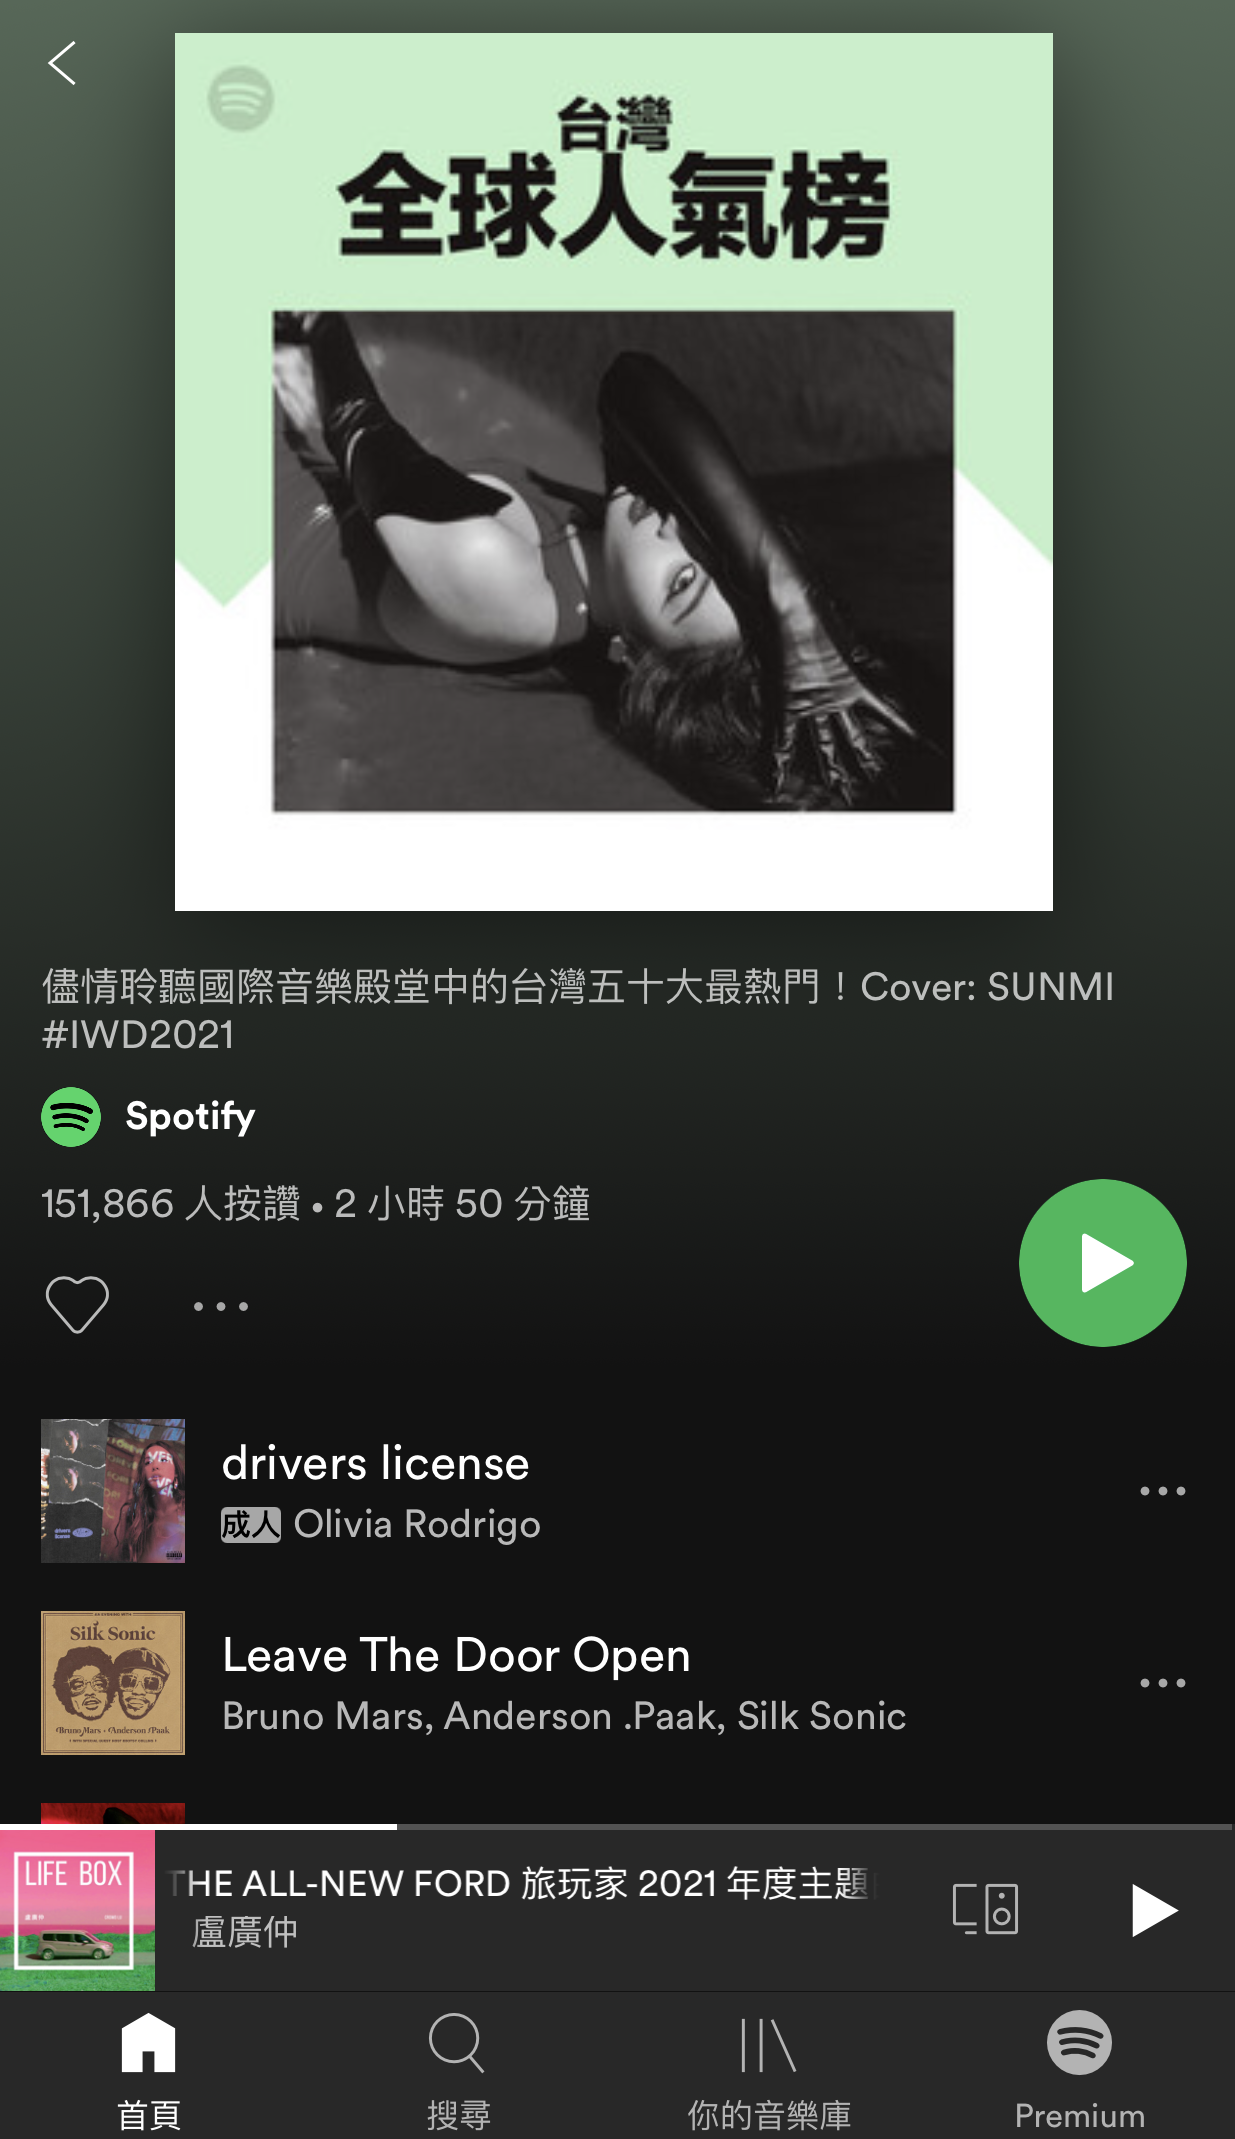 台灣
全球人氣榜
儘情聆聽國際音樂殿堂中的台灣五十大最熱門！Cover: SUNMI
#IWD2021
Spotify
151,866 人按讚 • 2 小時 50 分鐘
drivers license
成人 Olivia Rodrigo
Silk Sonic
Bruno Mars • Anderson .Paak
Leave The Door Open
Bruno Mars, Anderson .Paak, Silk Sonic
LIFE BOX
盧廣仲
THE ALL-NEW FORD 旅玩家 2021 年度主題
盧廣仲
首頁
搜尋
你的音樂庫
Premium